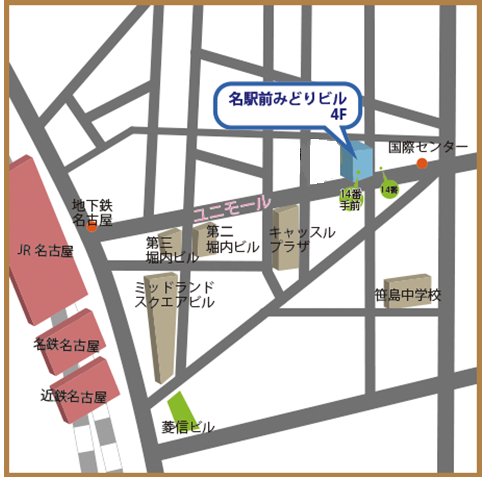 名駅前みどりビル
4F
国際センター
14番
手前
14番
地下鉄
名古屋
ユニモール
JR 名古屋
第三
堀内ビル
第二
堀内ビル
キャッスル
プラザ
ミッドランド
スクエアビル
笹島中学校
名鉄名古屋
近鉄名古屋
菱信ビル